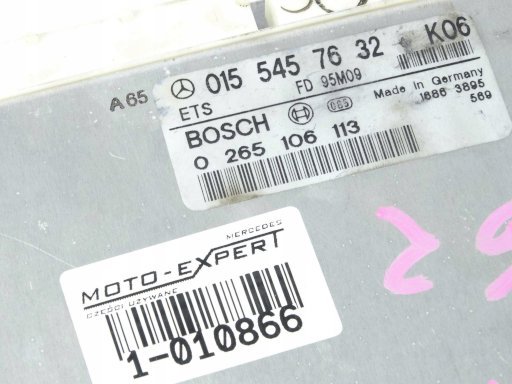 A65
015 545 76 32 K06
ETS FD 95M09
BOSCH Made in Germany
0 265 106 113 1886 3895
569
MERCEDES
MOTO-EXPERT
CZĘŚCI UŻYWANE
1-010866